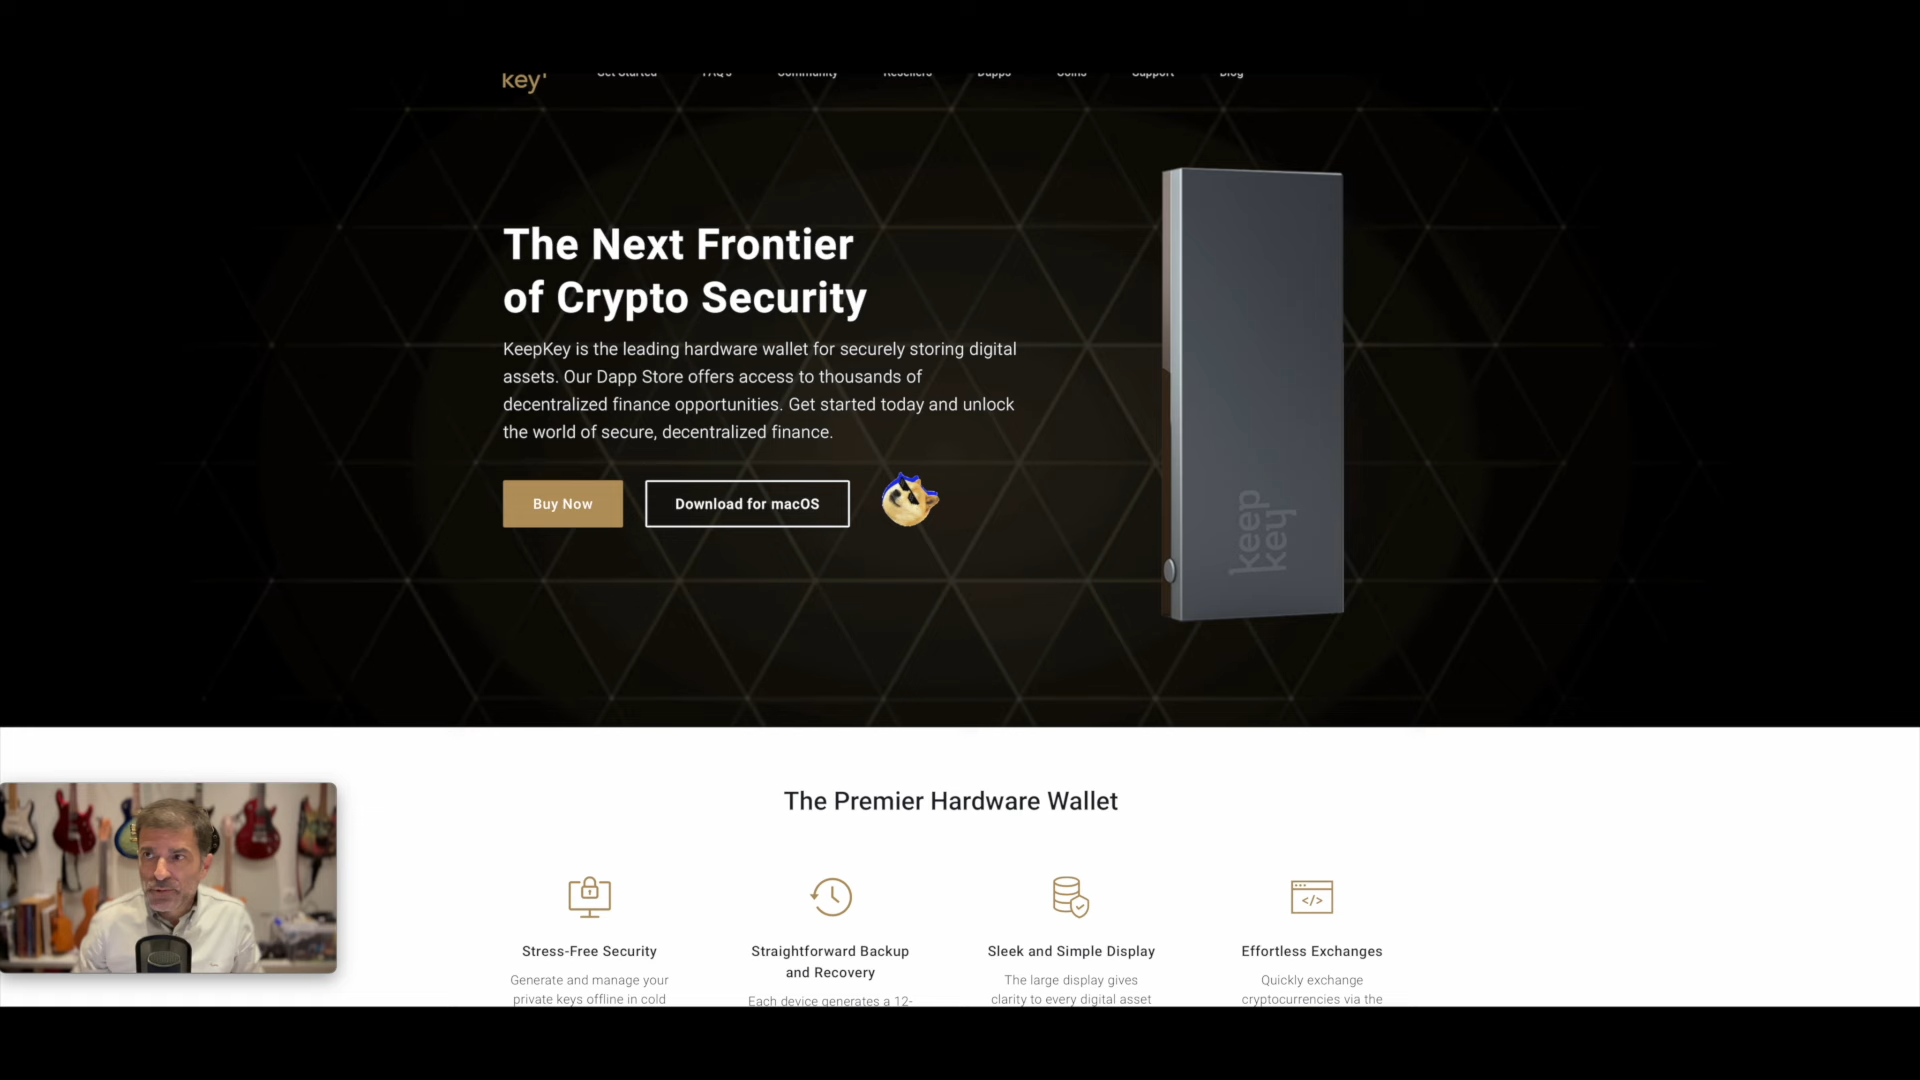 key
Get Started FAQ's Community Resellers Dapps Coins Support Blog
The Next Frontier
of Crypto Security
KeepKey is the leading hardware wallet for securely storing digital
assets. Our Dapp Store offers access to thousands of
decentralized finance opportunities. Get started today and unlock
the world of secure, decentralized finance.
Buy Now
Download for macOS
keep
key
The Premier Hardware Wallet
Stress-Free Security
Generate and manage your
private keys offline in cold
Straightforward Backup
and Recovery
Each device generates a 12-
Sleek and Simple Display
The large display gives
clarity to every digital asset
Effortless Exchanges
Quickly exchange
cryptocurrencies via the